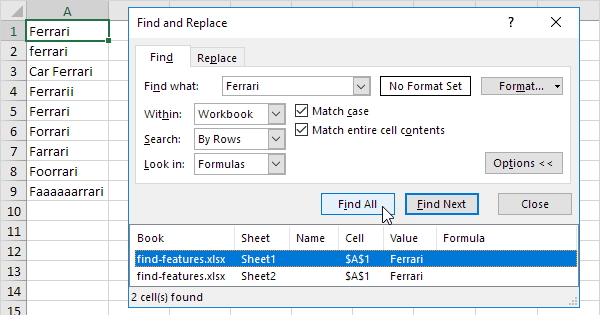 A
1 Ferrari
2 ferrari
3 Car Ferrari
4 Ferrarii
5 Ferrari
6 Forrari
7 Farrari
8 Foorrari
9 Faaaaaarrari
10
11
12
13
14
15
Find and Replace
Find Replace
Find what: Ferrari No Format Set Format...
Within: Workbook Match case
Search: By Rows Match entire cell contents
Look in: Formulas
Options <<
Find All Find Next Close
Book Sheet Name Cell Value Formula
find-features.xlsx Sheet1 $A$1 Ferrari
find-features.xlsx Sheet2 $A$1 Ferrari
2 cell(s) found